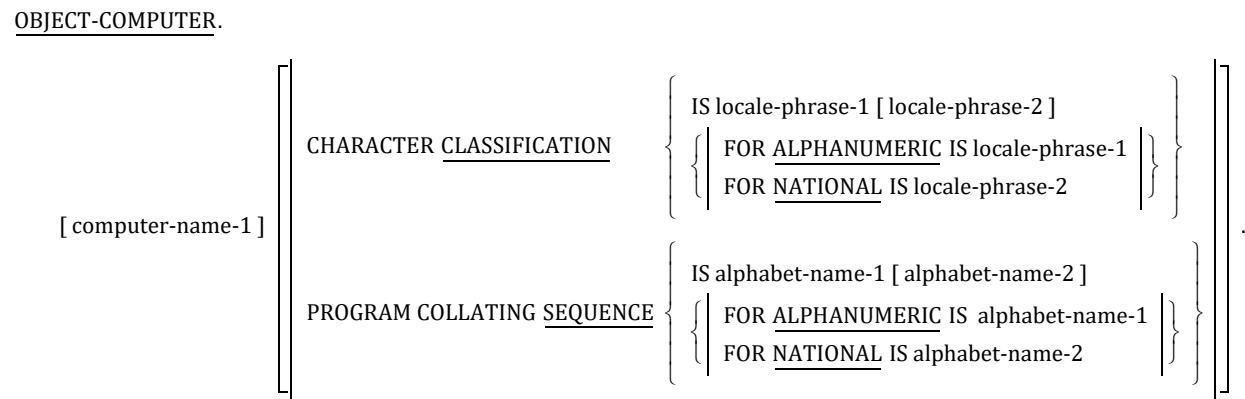 OBJECT-COMPUTER.
IS locale-phrase-1 [ locale-phrase-2 ]
CHARACTER CLASSIFICATION
FOR ALPHANUMERIC IS locale-phrase-1
FOR NATIONAL IS locale-phrase-2
[ computer-name-1 ]
.
IS alphabet-name-1 [ alphabet-name-2 ]
PROGRAM COLLATING SEQUENCE
FOR ALPHANUMERIC IS alphabet-name-1
FOR NATIONAL IS alphabet-name-2